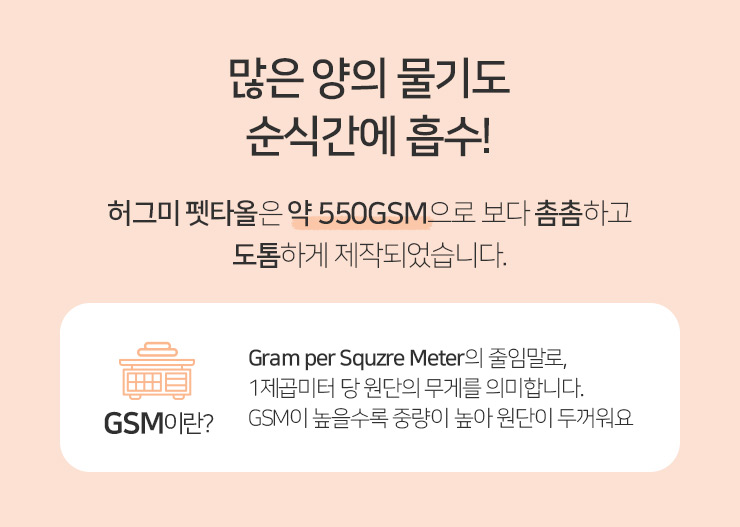 많은 양의 물기도
순식간에 흡수!
허그미 펫타올은 약 550GSM으로 보다 촘촘하고
도톰하게 제작되었습니다.
GSM이란?
Gram per Squzre Meter의 줄임말로,
1제곱미터 당 원단의 무게를 의미합니다.
GSM이 높을수록 중량이 높아 원단이 두꺼워요